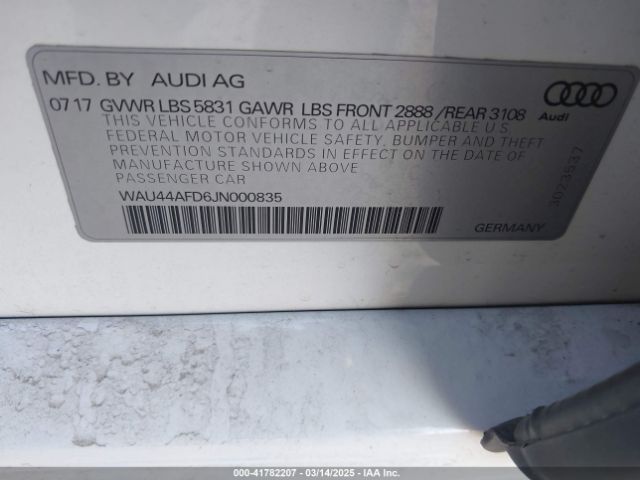 MFD. BY AUDI AG
07 17 GVWR LBS 5831 GAWR LBS FRONT 2888 / REAR 3108
Audi
THIS VEHICLE CONFORMS TO ALL APPLICABLE U.S.
FEDERAL MOTOR VEHICLE SAFETY, BUMPER AND THEFT
PREVENTION STANDARDS IN EFFECT ON THE DATE OF
MANUFACTURE SHOWN ABOVE
PASSENGER CAR
WAU44AFD6JN000835
GERMANY
3023537
000-41782207 - 03/14/2025 - IAA Inc.